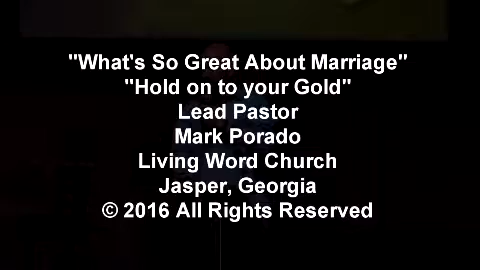 "What's So Great About Marriage"
"Hold on to your Gold"
Lead Pastor
Mark Porado
Living Word Church
Jasper, Georgia
© 2016 All Rights Reserved